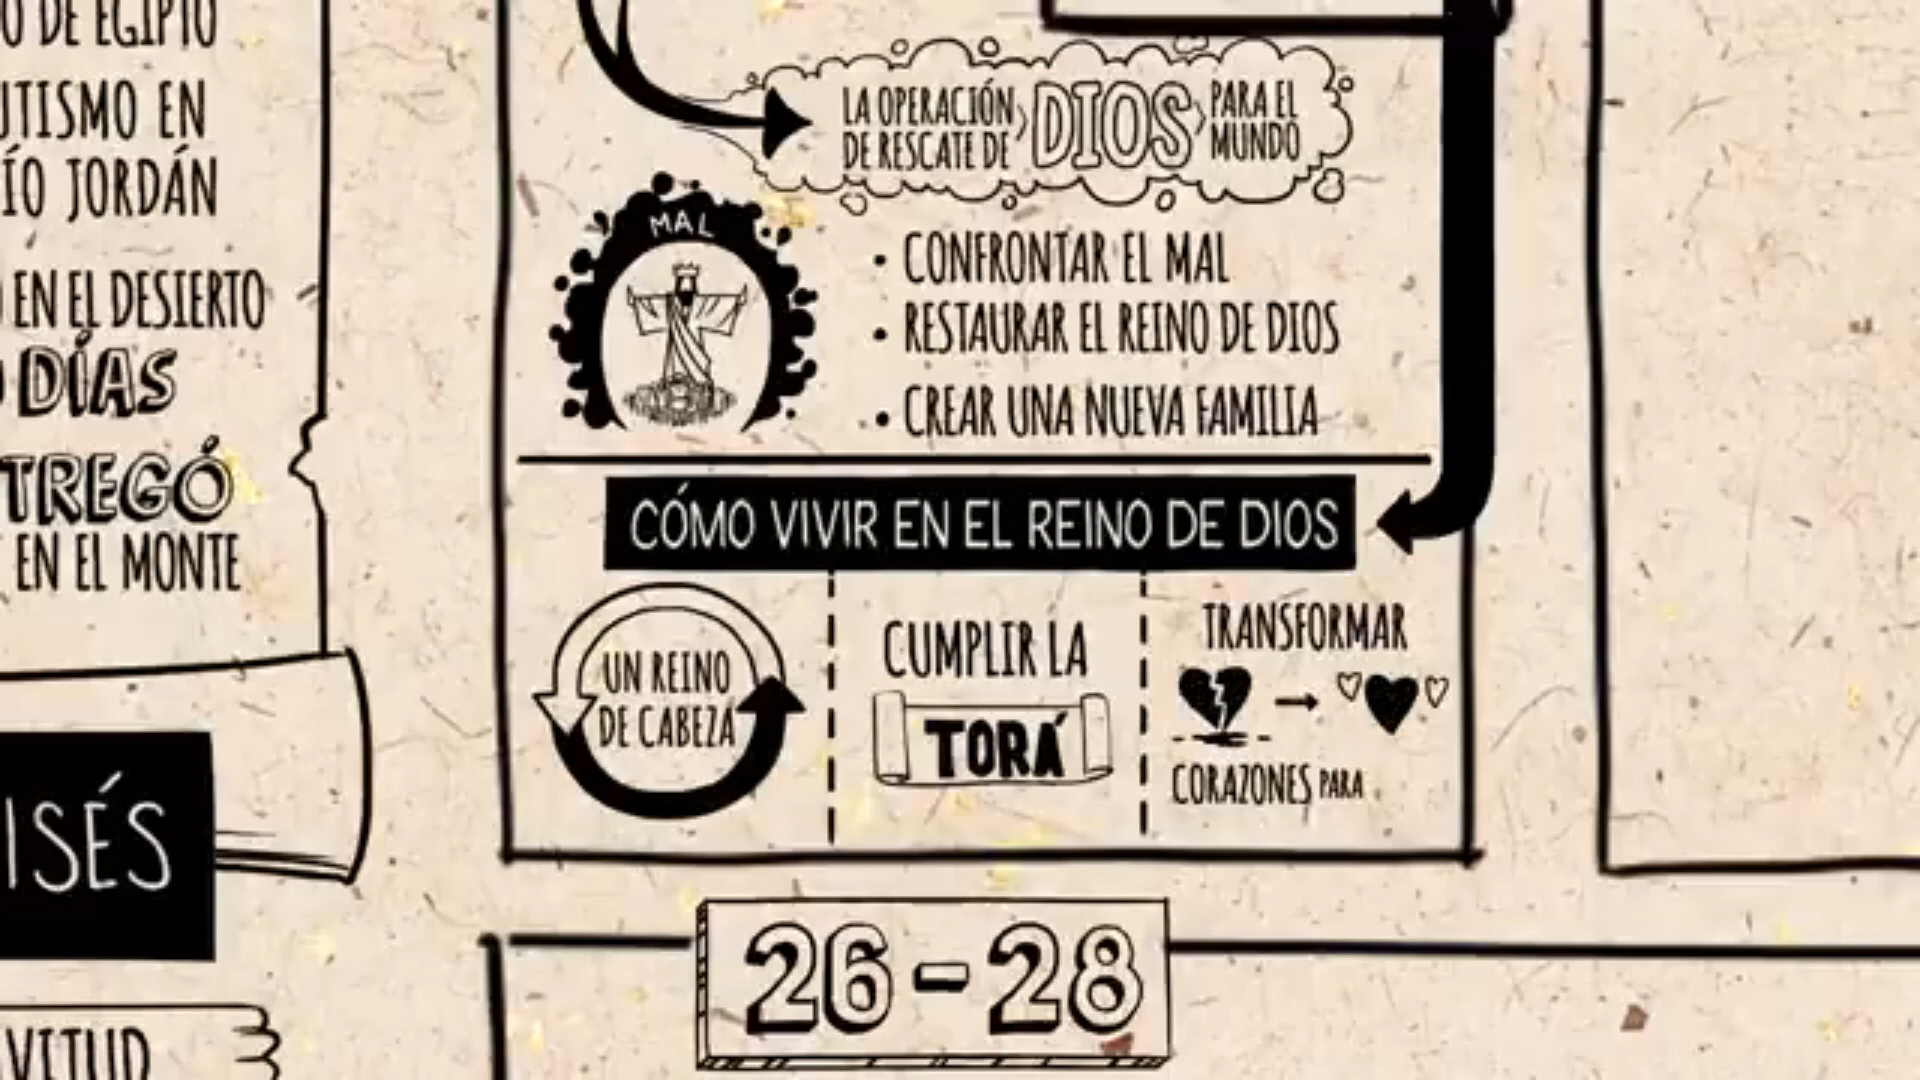 O DE EGIPTO
UTISMO EN
ÍO JORDÁN
EN EL DESIERTO
DÍAS
TREGÓ
EN EL MONTE
ISÉS
VITUD
LA OPERACIÓN
DE RESCATE DE
DIOS
PARA EL
MUNDO
MAL
• CONFRONTAR EL MAL
• RESTAURAR EL REINO DE DIOS
• CREAR UNA NUEVA FAMILIA
CÓMO VIVIR EN EL REINO DE DIOS
UN REINO
DE CABEZA
CUMPLIR LA
TORÁ
TRANSFORMAR
CORAZONES PARA
26-28